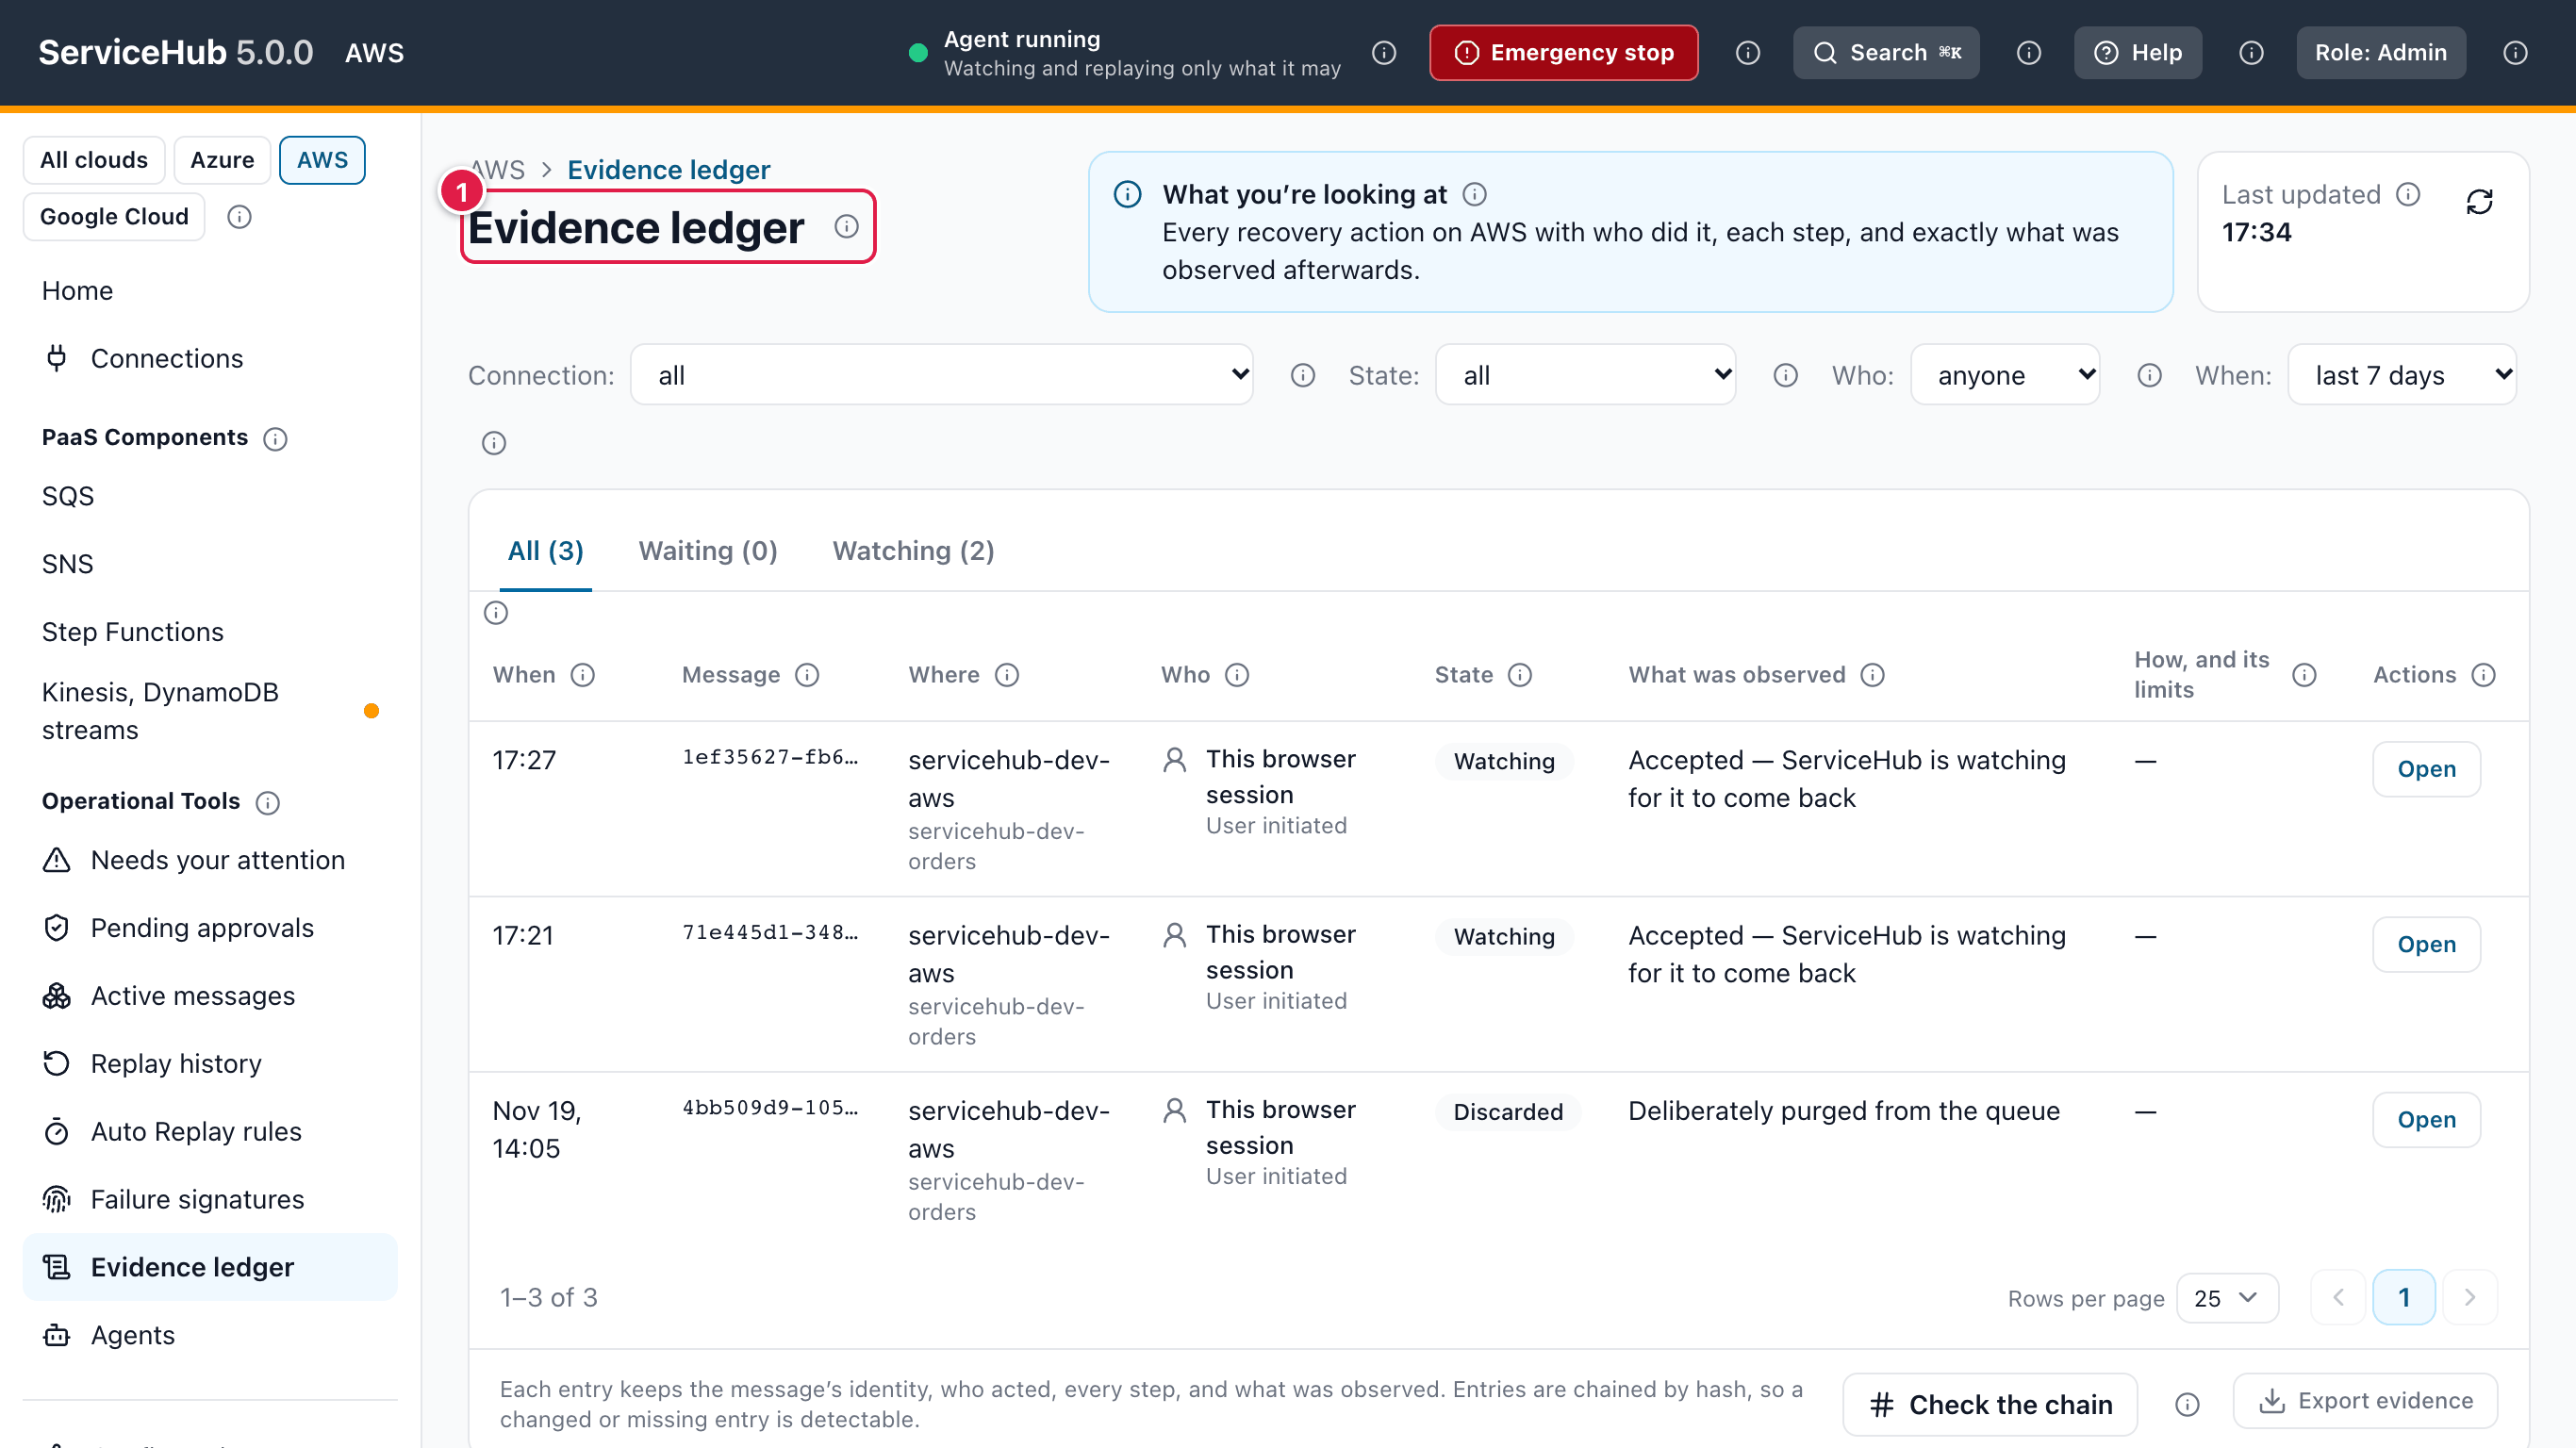 ServiceHub 5.0.0 AWS
Agent running
Watching and replaying only what it may
Emergency stop
Search ⌘K
Help
Role: Admin
All clouds
Azure
AWS
Google Cloud
Home
Connections
PaaS Components
SQS
SNS
Step Functions
Kinesis, DynamoDB
streams
Operational Tools
Needs your attention
Pending approvals
Active messages
Replay history
Auto Replay rules
Failure signatures
Evidence ledger
Agents
AWS > Evidence ledger
1
Evidence ledger
What you’re looking at
Every recovery action on AWS with who did it, each step, and exactly what was
observed afterwards.
Last updated
17:34
Connection: all
State: all
Who: anyone
When: last 7 days
All (3)
Waiting (0)
Watching (2)
When
Message
Where
Who
State
What was observed
How, and its
limits
Actions
17:27
1ef35627-fb6…
servicehub-dev-
aws
servicehub-dev-
orders
This browser
session
User initiated
Watching
Accepted — ServiceHub is watching
for it to come back
—
Open
17:21
71e445d1-348…
servicehub-dev-
aws
servicehub-dev-
orders
This browser
session
User initiated
Watching
Accepted — ServiceHub is watching
for it to come back
—
Open
Nov 19,
14:05
4bb509d9-105…
servicehub-dev-
aws
servicehub-dev-
orders
This browser
session
User initiated
Discarded
Deliberately purged from the queue
—
Open
1–3 of 3
Rows per page 25
1
Each entry keeps the message’s identity, who acted, every step, and what was observed. Entries are chained by hash, so a
changed or missing entry is detectable.
Check the chain
Export evidence